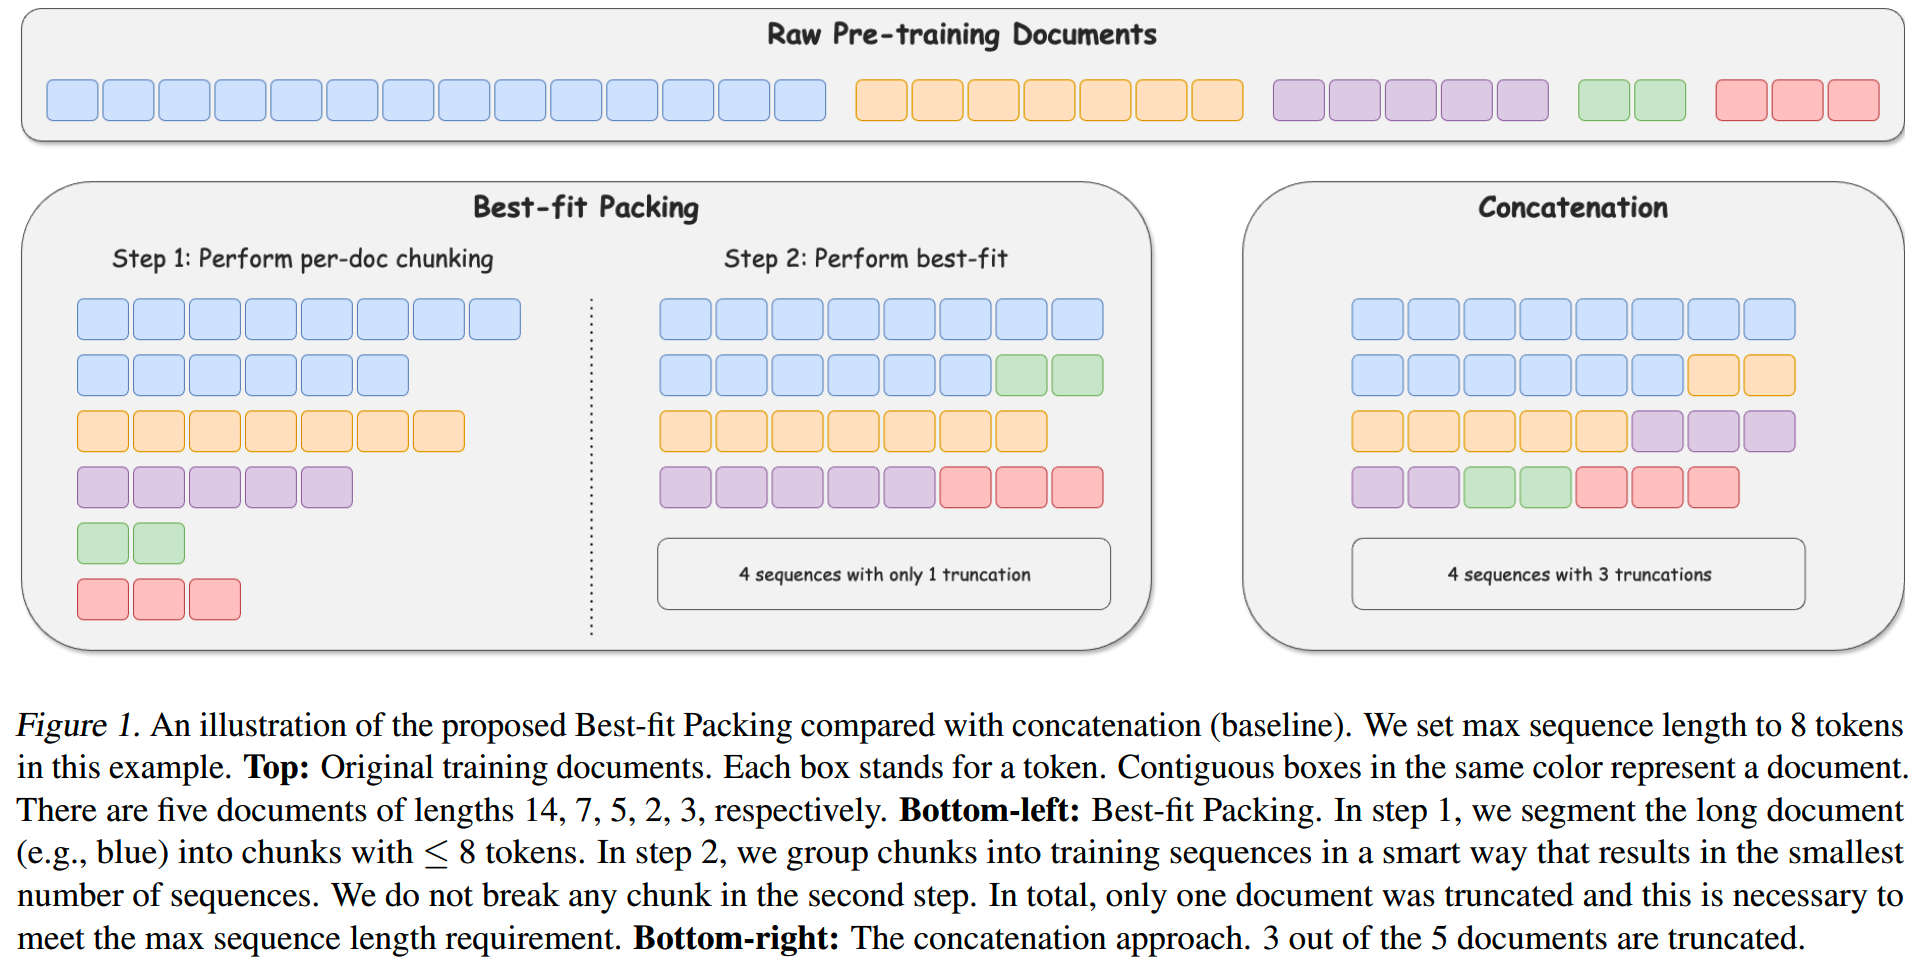 Raw Pre-training Documents
Best-fit Packing
Step 1: Perform per-doc chunking
Step 2: Perform best-fit
4 sequences with only 1 truncation
Concatenation
4 sequences with 3 truncations
Figure 1. An illustration of the proposed Best-fit Packing compared with concatenation (baseline). We set max sequence length to 8 tokens
in this example. Top: Original training documents. Each box stands for a token. Contiguous boxes in the same color represent a document.
There are five documents of lengths 14, 7, 5, 2, 3, respectively. Bottom-left: Best-fit Packing. In step 1, we segment the long document
(e.g., blue) into chunks with ≤ 8 tokens. In step 2, we group chunks into training sequences in a smart way that results in the smallest
number of sequences. We do not break any chunk in the second step. In total, only one document was truncated and this is necessary to
meet the max sequence length requirement. Bottom-right: The concatenation approach. 3 out of the 5 documents are truncated.